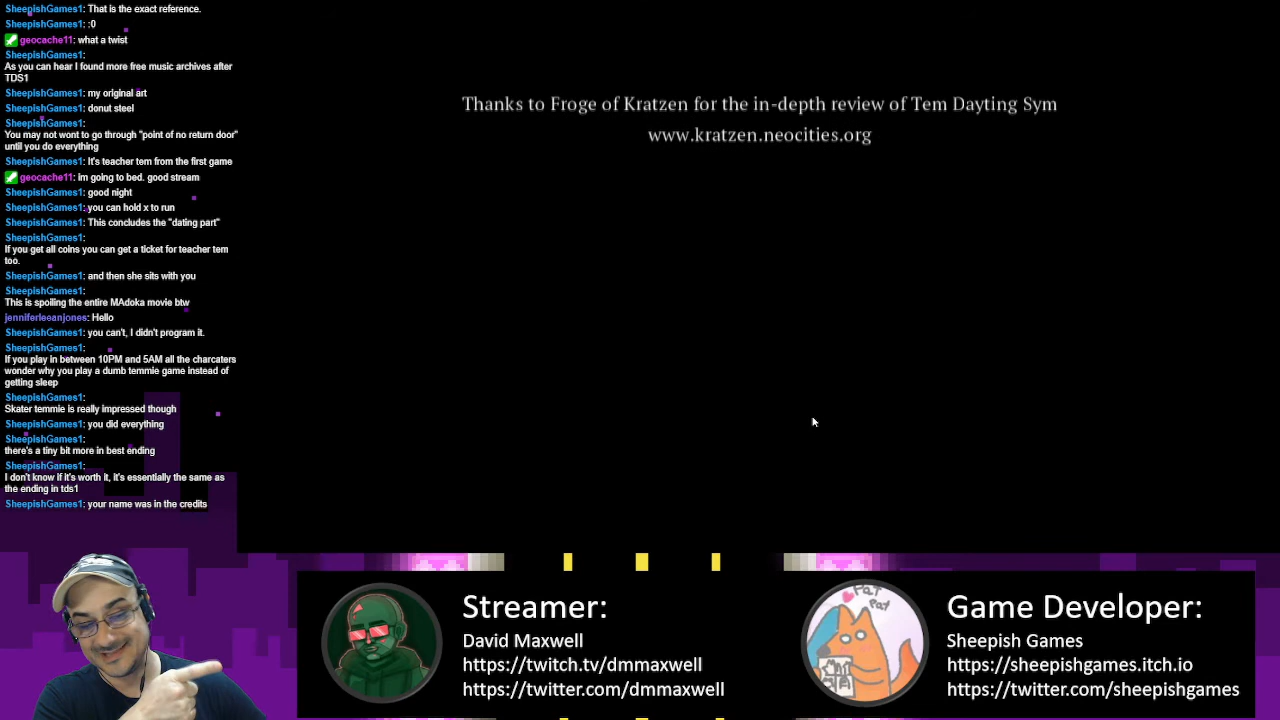 SheepishGames1: That is the exact reference.
SheepishGames1: :0
geocache11: what a twist
SheepishGames1:
As you can hear I found more free music archives after
TDS1
SheepishGames1: my original art
SheepishGames1: donut steel
SheepishGames1:
You may not wont to go through "point of no return door"
until you do everything
SheepishGames1: It's teacher tem from the first game
geocache11: im going to bed. good stream
SheepishGames1: good night
SheepishGames1: you can hold x to run
SheepishGames1: This concludes the "dating part"
SheepishGames1:
If you get all coins you can get a ticket for teacher tem
too.
SheepishGames1: and then she sits with you
SheepishGames1:
This is spoiling the entire MAdoka movie btw
jenniferleeanjones: Hello
SheepishGames1: you can't, I didn't program it.
SheepishGames1:
If you play in between 10PM and 5AM all the charcaters
wonder why you play a dumb temmie game instead of
getting sleep
SheepishGames1:
Skater temmie is really impressed though
SheepishGames1: you did everything
SheepishGames1:
there's a tiny bit more in best ending
SheepishGames1:
I don't know if it's worth it, it's essentially the same as
the ending in tds1
SheepishGames1: your name was in the credits
Thanks to Froge of Kratzen for the in-depth review of Tem Dayting Sym
www.kratzen.neocities.org
Streamer:
David Maxwell
https://twitch.tv/dmmaxwell
https://twitter.com/dmmaxwell
Pat
pat
Game Developer:
Sheepish Games
https://sheepishgames.itch.io
https://twitter.com/sheepishgames